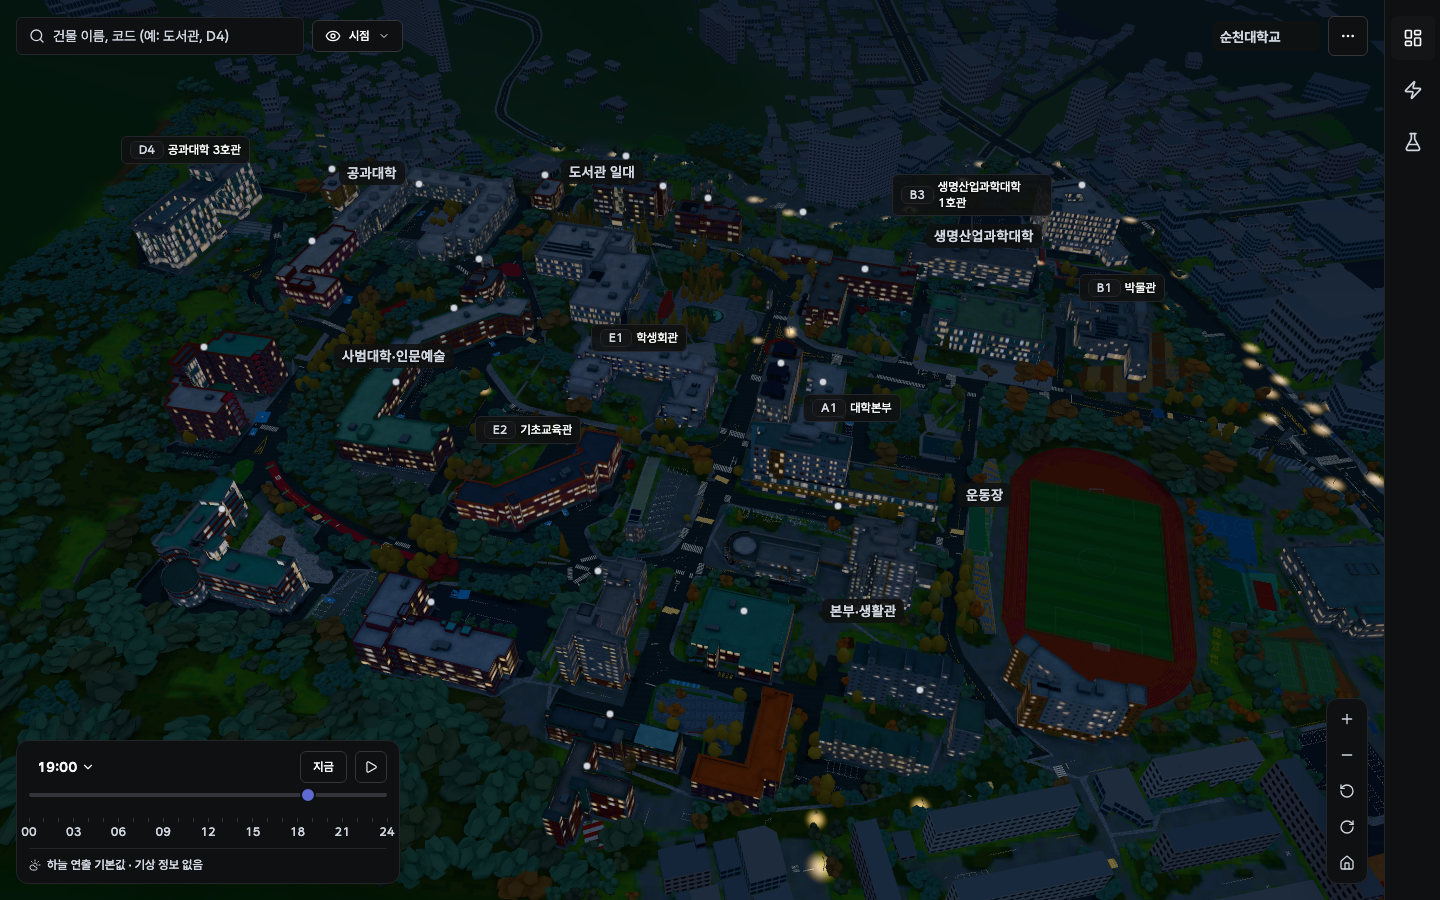 건물 이름, 코드 (예: 도서관, D4)
시점
순천대학교
D4 공과대학 3호관
공과대학
도서관 일대
B3 생명산업과학대학
1호관
생명산업과학대학
B1 박물관
E1 학생회관
사범대학·인문예술
A1 대학본부
E2 기초교육관
운동장
본부·생활관
19:00
지금
00 03 06 09 12 15 18 21 24
하늘 연출 기본값 · 기상 정보 없음